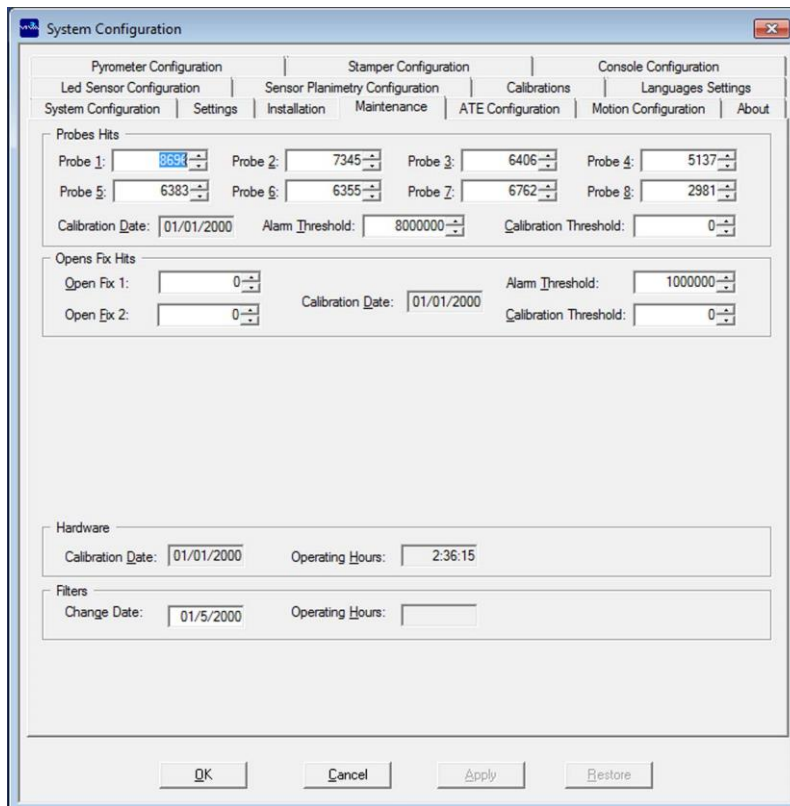 System Configuration
Pyrometer Configuration Stamper Configuration Console Configuration
Led Sensor Configuration Sensor Planimetry Configuration Calibrations Languages Settings
System Configuration Settings Installation Maintenance ATE Configuration Motion Configuration About
Probes Hits
Probe 1: 8696 Probe 2: 7345 Probe 3: 6406 Probe 4: 5137
Probe 5: 6383 Probe 6: 6355 Probe 7: 6762 Probe 8: 2981
Calibration Date: 01/01/2000 Alarm Threshold: 8000000 Calibration Threshold: 0
Opens Fix Hits
Open Fix 1: 0 Alarm Threshold: 1000000
Calibration Date: 01/01/2000
Open Fix 2: 0 Calibration Threshold: 0
Hardware
Calibration Date: 01/01/2000 Operating Hours: 2:36:15
Filters
Change Date: 01/5/2000 Operating Hours:
OK Cancel Apply Restore